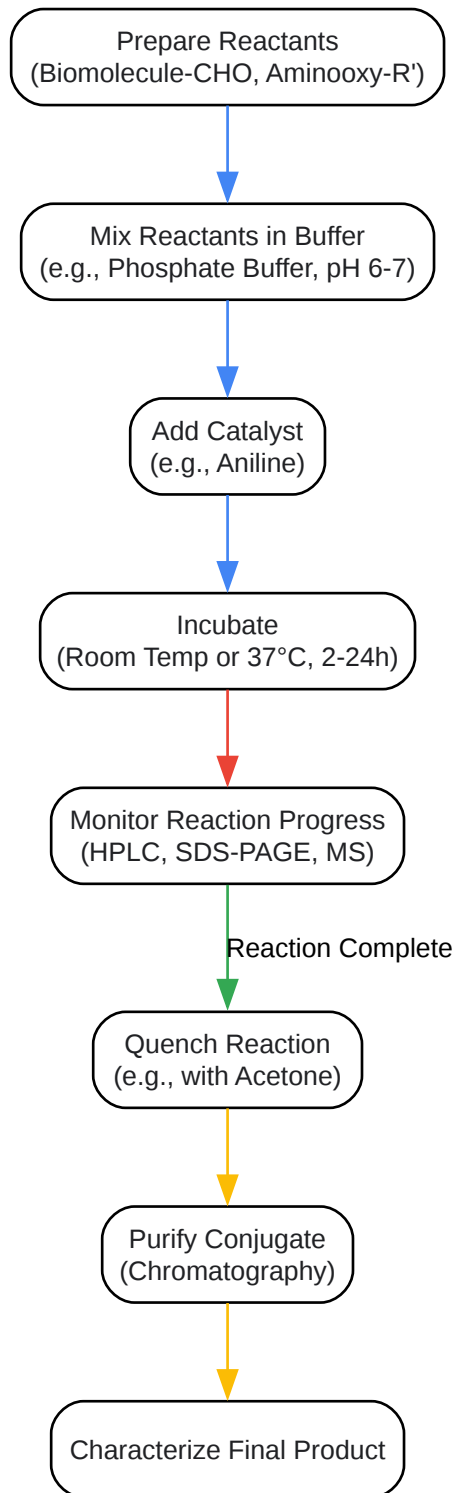 Prepare Reactants
(Biomolecule-CHO, Aminooxy-R')
Mix Reactants in Buffer
(e.g., Phosphate Buffer, pH 6-7)
Add Catalyst
(e.g., Aniline)
Incubate
(Room Temp or 37°C, 2-24h)
Monitor Reaction Progress
(HPLC, SDS-PAGE, MS)
Reaction Complete
Quench Reaction
(e.g., with Acetone)
Purify Conjugate
(Chromatography)
Characterize Final Product